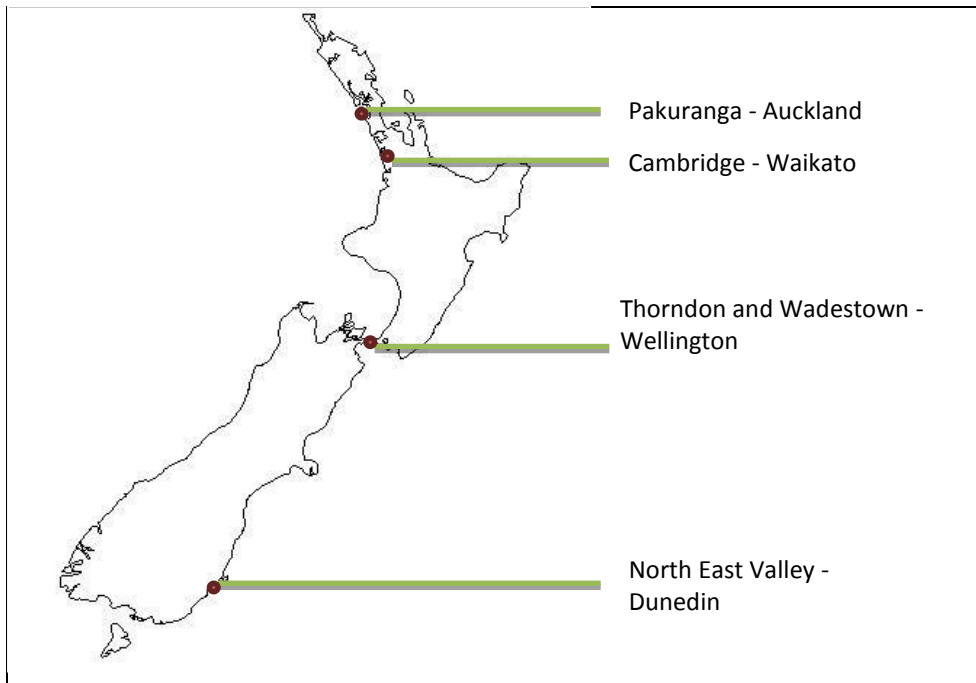 Pakuranga - Auckland
Cambridge - Waikato
Thorndon and Wadestown -
Wellington
North East Valley -
Dunedin